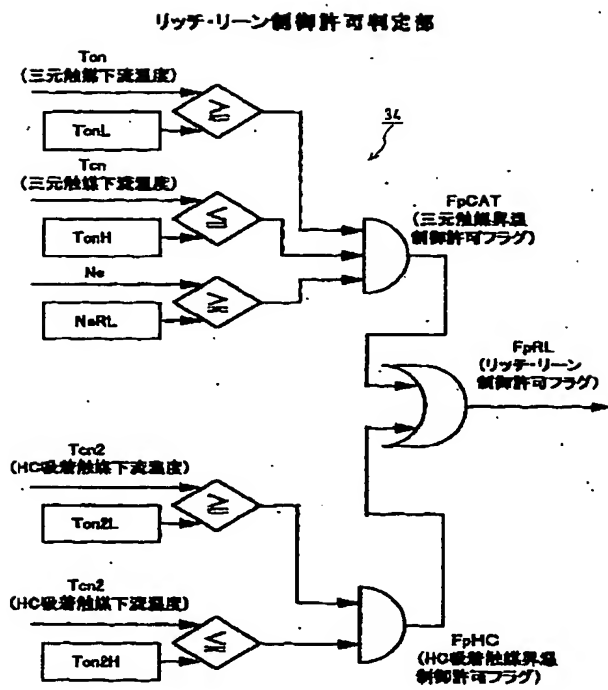 リッチ・リーン制御許可判定部
Tcn
(三元触媒下流温度)
TcnL
≧
34
Tcn
(三元触媒下流温度)
TcnH
≦
FpCAT
(三元触媒昇温
制御許可フラグ)
Ne
NeRL
≧
FpRL
(リッチ・リーン
制御許可フラグ)
Tcn2
(HC吸着触媒下流温度)
Tcn2L
≧
Tcn2
(HC吸着触媒下流温度)
Tcn2H
≦
FpHC
(HC吸着触媒昇温
制御許可フラグ)